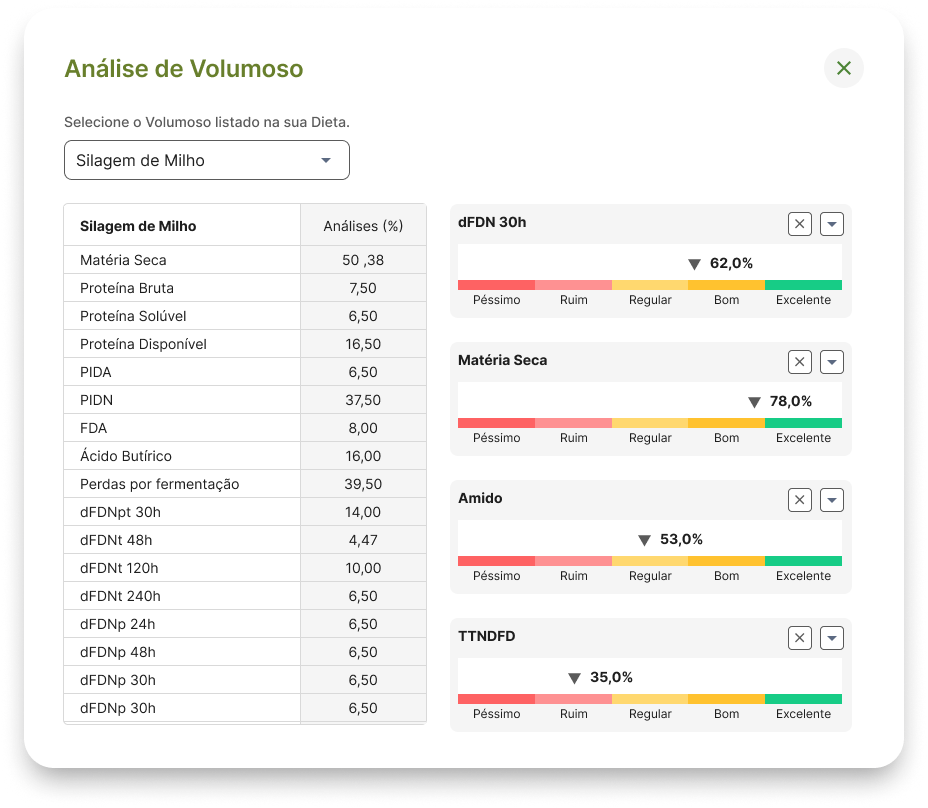 Análise de Volumoso
Selecione o Volumoso listado na sua Dieta.
Silagem de Milho
Silagem de Milho Análises (%)
Matéria Seca 50 ,38
Proteína Bruta 7,50
Proteína Solúvel 6,50
Proteína Disponível 16,50
PIDA 6,50
PIDN 37,50
FDA 8,00
Ácido Butírico 16,00
Perdas por fermentação 39,50
dFDNpt 30h 14,00
dFDNt 48h 4,47
dFDNt 120h 10,00
dFDNt 240h 6,50
dFDNp 24h 6,50
dFDNp 48h 6,50
dFDNp 30h 6,50
dFDNp 30h 6,50
dFDN 30h
62,0%
Péssimo Ruim Regular Bom Excelente
Matéria Seca
78,0%
Péssimo Ruim Regular Bom Excelente
Amido
53,0%
Péssimo Ruim Regular Bom Excelente
TTNDFD
35,0%
Péssimo Ruim Regular Bom Excelente